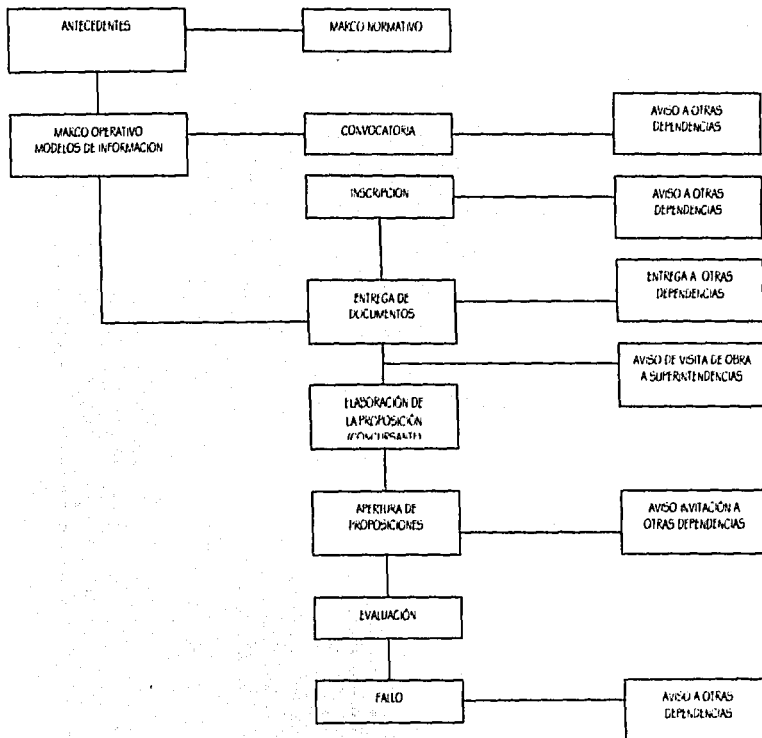 ANTECEDENTES
MARCO NORMATIVO
MARCO OPERATIVO
MODELOS DE INFORMACION
CONVOCATORIA
AVISO A OTRAS
DEPENDENCIAS
INSCRIPCION
AVISO A OTRAS
DEPENDENCIAS
ENTREGA DE
DOCUMENTOS
ENTREGA A OTRAS
DEPENDENCIAS
AVISO DE VISITA DE OBRA
A SUPERINTENDENCIAS
ELABORACIÓN DE
LA PROPOSICIÓN
(CONCURSANTE)
APERTURA DE
PROPOSICIONES
AVISO INVITACIÓN A
OTRAS DEPENDENCIAS
EVALUACIÓN
FALLO
AVISO A OTRAS
DEPENDENCIAS